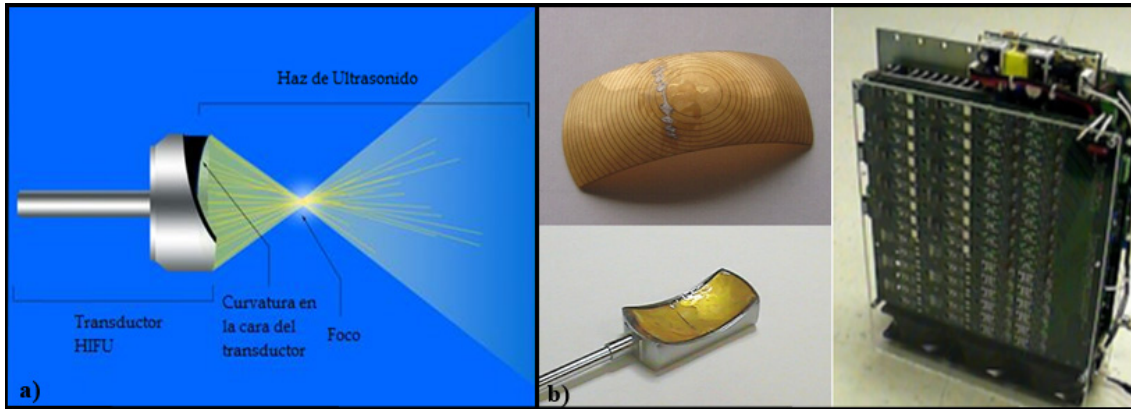 Haz de Ultrasonido
Transductor
HIFU
Curvatura en
la cara del
transductor
Foco
a)
b)